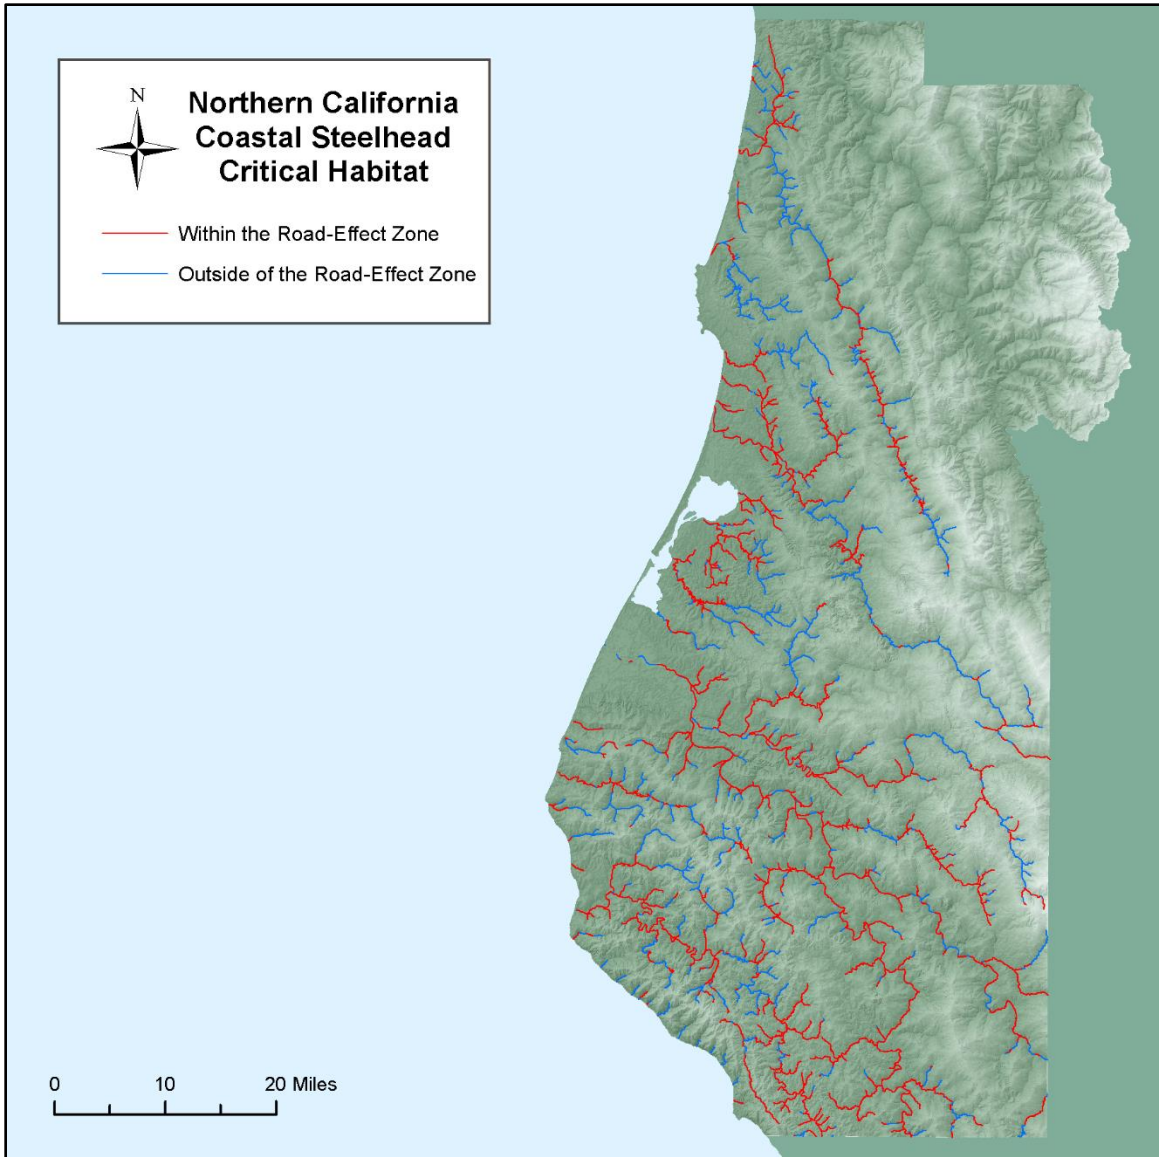 N
Northern California
Coastal Steelhead
Critical Habitat
Within the Road-Effect Zone
Outside of the Road-Effect Zone
0 10 20 Miles